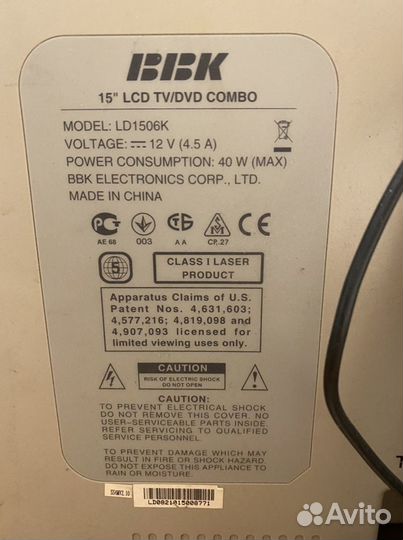 BBK
15" LCD TV/DVD COMBO
MODEL: LD1506K
VOLTAGE: 12 V (4.5 A)
POWER CONSUMPTION: 40 W (MAX)
BBK ELECTRONICS CORP., LTD.
MADE IN CHINA
АЕ 68 003 А А СР.27
CE
CLASS I LASER
PRODUCT
Apparatus Claims of U.S.
Patent Nos. 4,631,603;
4,577,216; 4,819,098 and
4,907,093 licensed for
limited viewing uses only.
CAUTION
RISK OF ELECTRIC SHOCK
DO NOT OPEN
CAUTION:
TO PREVENT ELECTRICAL SHOCK
DO NOT REMOVE THIS COVER. NO
USER-SERVICEABLE PARTS INSIDE
REFER SERVICING TO QUALIFIED
SERVICE PERSONNEL.
TO PREVENT DAMAGE WHICH MAY
RESULT IN FIRE OR SHOCK HAZARD.
DO NOT EXPOSE THIS APPLIANCE
TO RAIN OR MOISTURE.
LD0821015008771
Avito